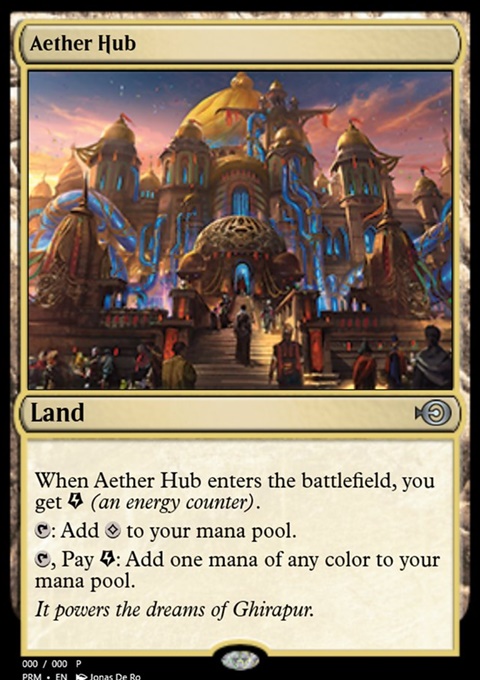 Aether Hub
Land
When Aether Hub enters the battlefield, you
get (an energy counter).
: Add to your mana pool.
, Pay : Add one mana of any color to your
mana pool.
It powers the dreams of Ghirapur.
000 / 000 P
PRM • EN Jonas De Ro